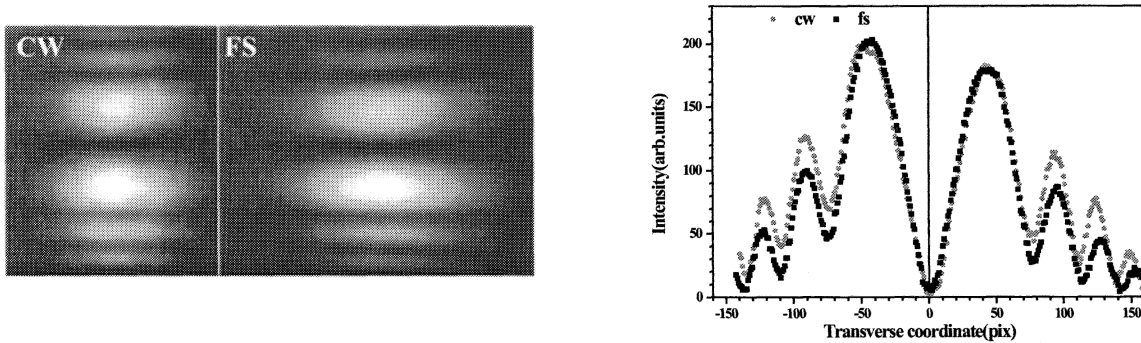 CW
FS
cw fs
200
150
100
50
0
Intensity(arb.units)
-150 -100 -50 0 50 100 150
Transverse coordinate(pix)